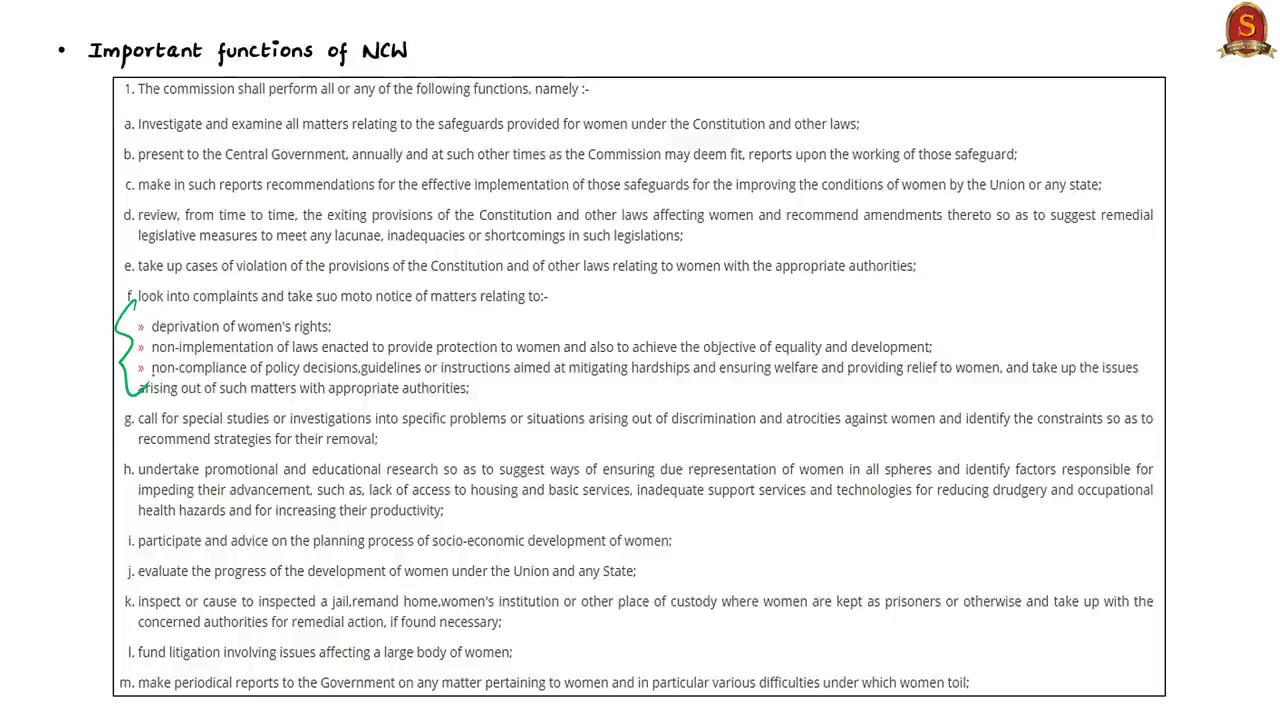 • Important functions of NCW
S
1. The commission shall perform all or any of the following functions, namely :-
a. Investigate and examine all matters relating to the safeguards provided for women under the Constitution and other laws;
b. present to the Central Government, annually and at such other times as the Commission may deem fit, reports upon the working of those safeguard;
c. make in such reports recommendations for the effective implementation of those safeguards for the improving the conditions of women by the Union or any state;
d. review, from time to time, the exiting provisions of the Constitution and other laws affecting women and recommend amendments thereto so as to suggest remedial
legislative measures to meet any lacunae, inadequacies or shortcomings in such legislations;
e. take up cases of violation of the provisions of the Constitution and of other laws relating to women with the appropriate authorities;
f. look into complaints and take suo moto notice of matters relating to:-
» deprivation of women's rights;
» non-implementation of laws enacted to provide protection to women and also to achieve the objective of equality and development;
» non-compliance of policy decisions,guidelines or instructions aimed at mitigating hardships and ensuring welfare and providing relief to women, and take up the issues
arising out of such matters with appropriate authorities;
g. call for special studies or investigations into specific problems or situations arising out of discrimination and atrocities against women and identify the constraints so as to
recommend strategies for their removal;
h. undertake promotional and educational research so as to suggest ways of ensuring due representation of women in all spheres and identify factors responsible for
impeding their advancement, such as, lack of access to housing and basic services, inadequate support services and technologies for reducing drudgery and occupational
health hazards and for increasing their productivity;
i. participate and advice on the planning process of socio-economic development of women;
j. evaluate the progress of the development of women under the Union and any State;
k. inspect or cause to inspected a jail,remand home,women's institution or other place of custody where women are kept as prisoners or otherwise and take up with the
concerned authorities for remedial action, if found necessary;
l. fund litigation involving issues affecting a large body of women;
m. make periodical reports to the Government on any matter pertaining to women and in particular various difficulties under which women toil;